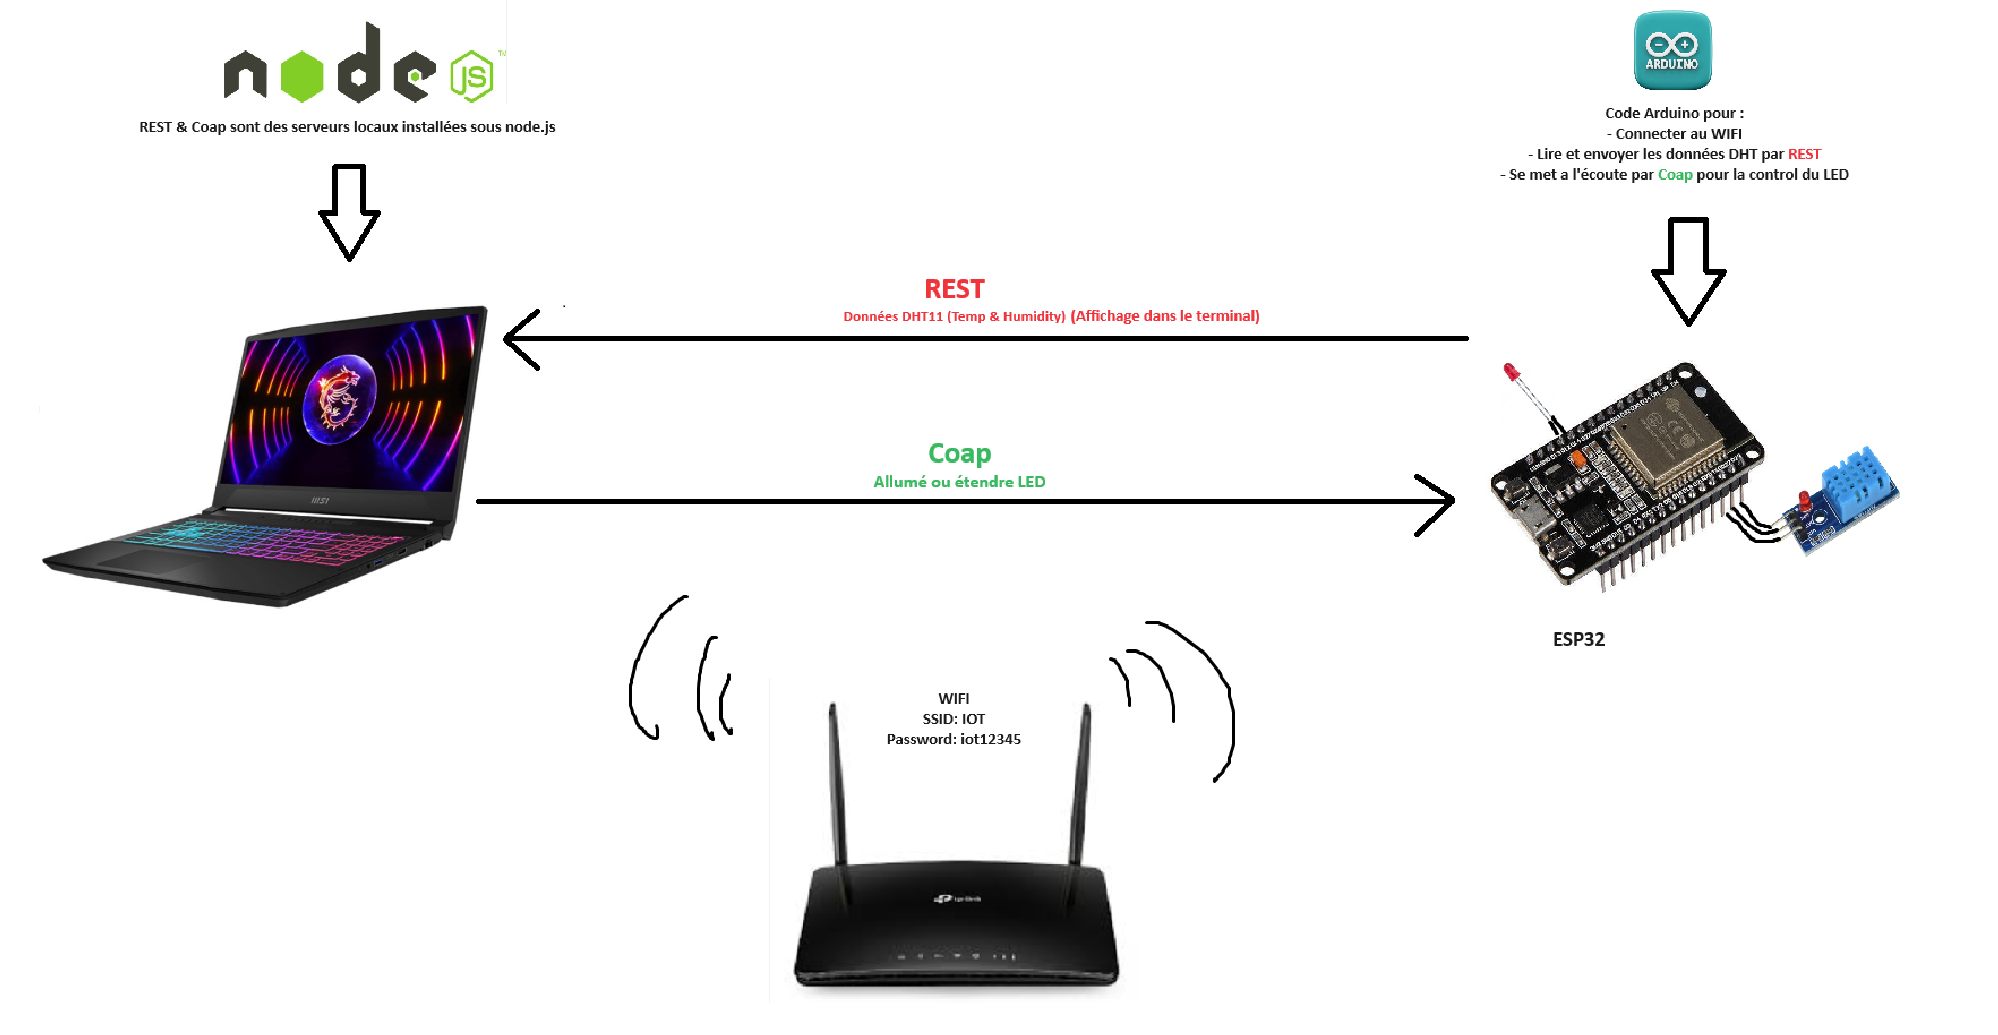 node JS ™
REST & Coap sont des serveurs locaux installées sous node.js
ARDUINO
Code Arduino pour :
- Connecter au WIFI
- Lire et envoyer les données DHT par REST
- Se met a l'écoute par Coap pour la control du LED
REST
Données DHT11 (Temp & Humidity) (Affichage dans le terminal)
Coap
Allumé ou étendre LED
msi
ESP32
WIFI
SSID: IOT
Password: iot12345
tp-link